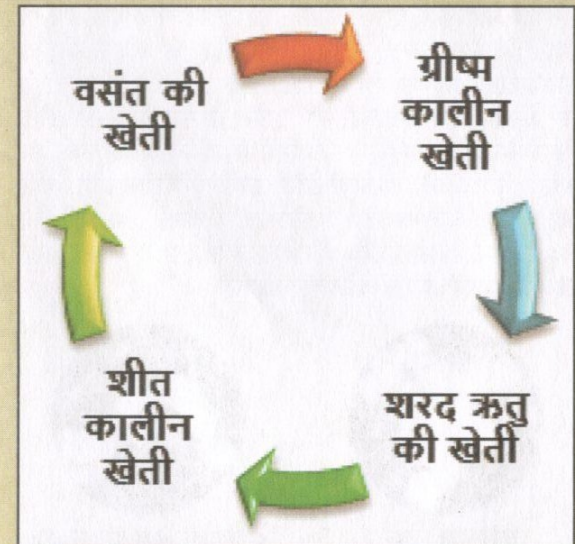 वसंत की
खेती
ग्रीष्म
कालीन
खेती
शरद ऋतु
की खेती
शीत
कालीन
खेती